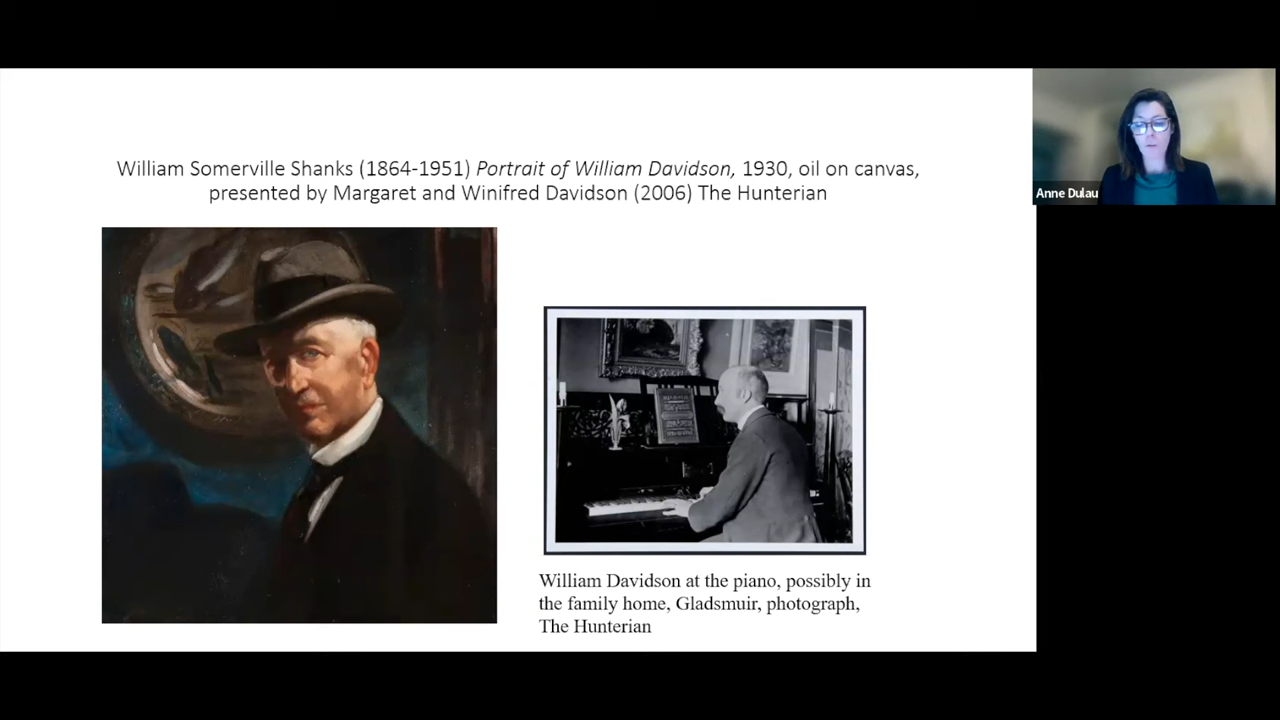 William Somerville Shanks (1864-1951) Portrait of William Davidson, 1930, oil on canvas,
presented by Margaret and Winifred Davidson (2006) The Hunterian
Anne Dulau
William Davidson at the piano, possibly in
the family home, Gladsmuir, photograph,
The Hunterian